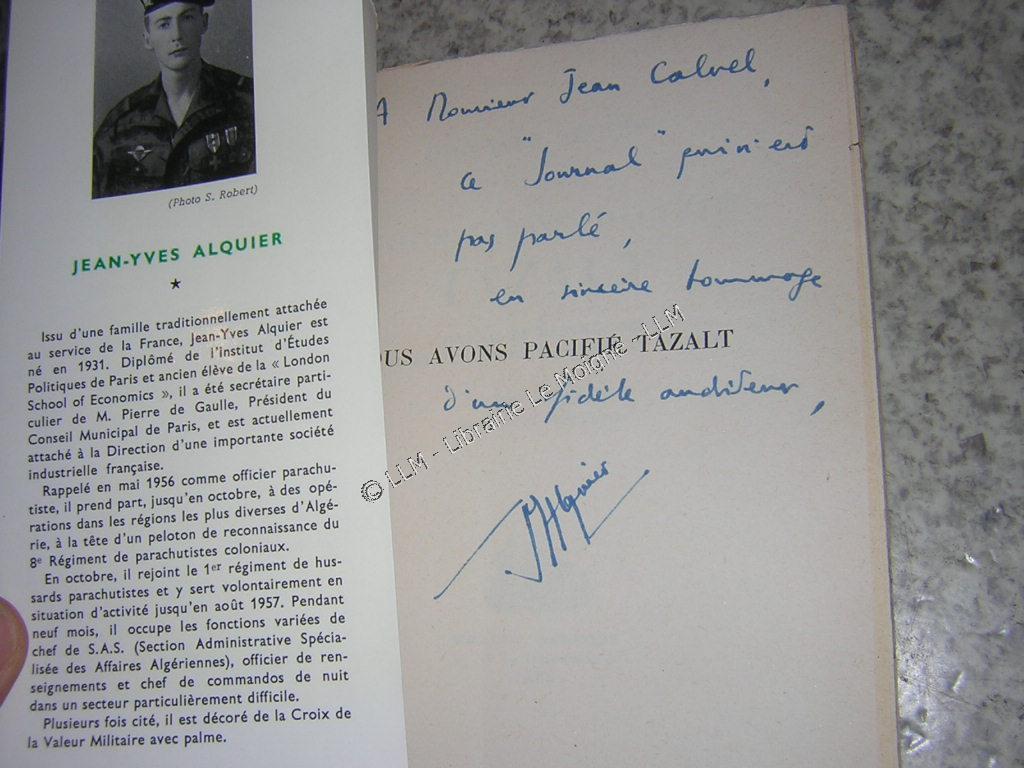 (Photo S. Robert)
JEAN-YVES ALQUIER
★
Issu d'une famille traditionnellement attachée
au service de la France, Jean-Yves Alquier est
né en 1931. Diplômé de l'Institut d'Études
Politiques de Paris et ancien élève de la « London
School of Economics », il a été secrétaire parti-
culier de M. Pierre de Gaulle, Président du
Conseil Municipal de Paris, et est actuellement
attaché à la Direction d'une importante société
industrielle française.
Rappelé en mai 1956 comme officier parachu-
tiste, il prend part, jusqu'en octobre, à des opé-
rations dans les régions les plus diverses d'Algé-
rie, à la tête d'un peloton de reconnaissance du
8e Régiment de parachutistes coloniaux.
En octobre, il rejoint le 1er régiment de hus-
sards parachutistes et y sert volontairement en
situation d'activité jusqu'en août 1957. Pendant
neuf mois, il occupe les fonctions variées de
chef de S.A.S. (Section Administrative Spécia-
lisée des Affaires Algériennes), officier de ren-
seignements et chef de commandos de nuit
dans un secteur particulièrement difficile.
Plusieurs fois cité, il est décoré de la Croix de
la Valeur Militaire avec palme.
A Monsieur Jean Calvel,
ce "Journal" qui n'est
pas parlé,
en sincère hommage
OUS AVONS PACIFIÉ TAZALT
d'un fidèle auditeur,
JYAlquier
© LLM - Librairie Le Moigne - LLM